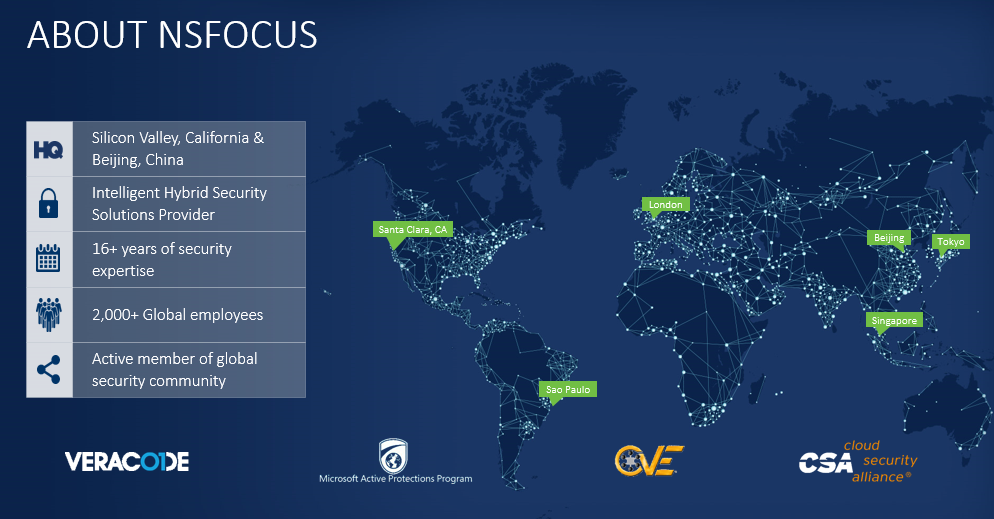 ABOUT NSFOCUS
HQ
Silicon Valley, California &
Beijing, China
Intelligent Hybrid Security
Solutions Provider
16+ years of security
expertise
2,000+ Global employees
Active member of global
security community
Santa Clara, CA
London
Beijing
Tokyo
Singapore
Sao Paulo
VERACODE
Microsoft Active Protections Program
CVE
CSA cloud
security
alliance®